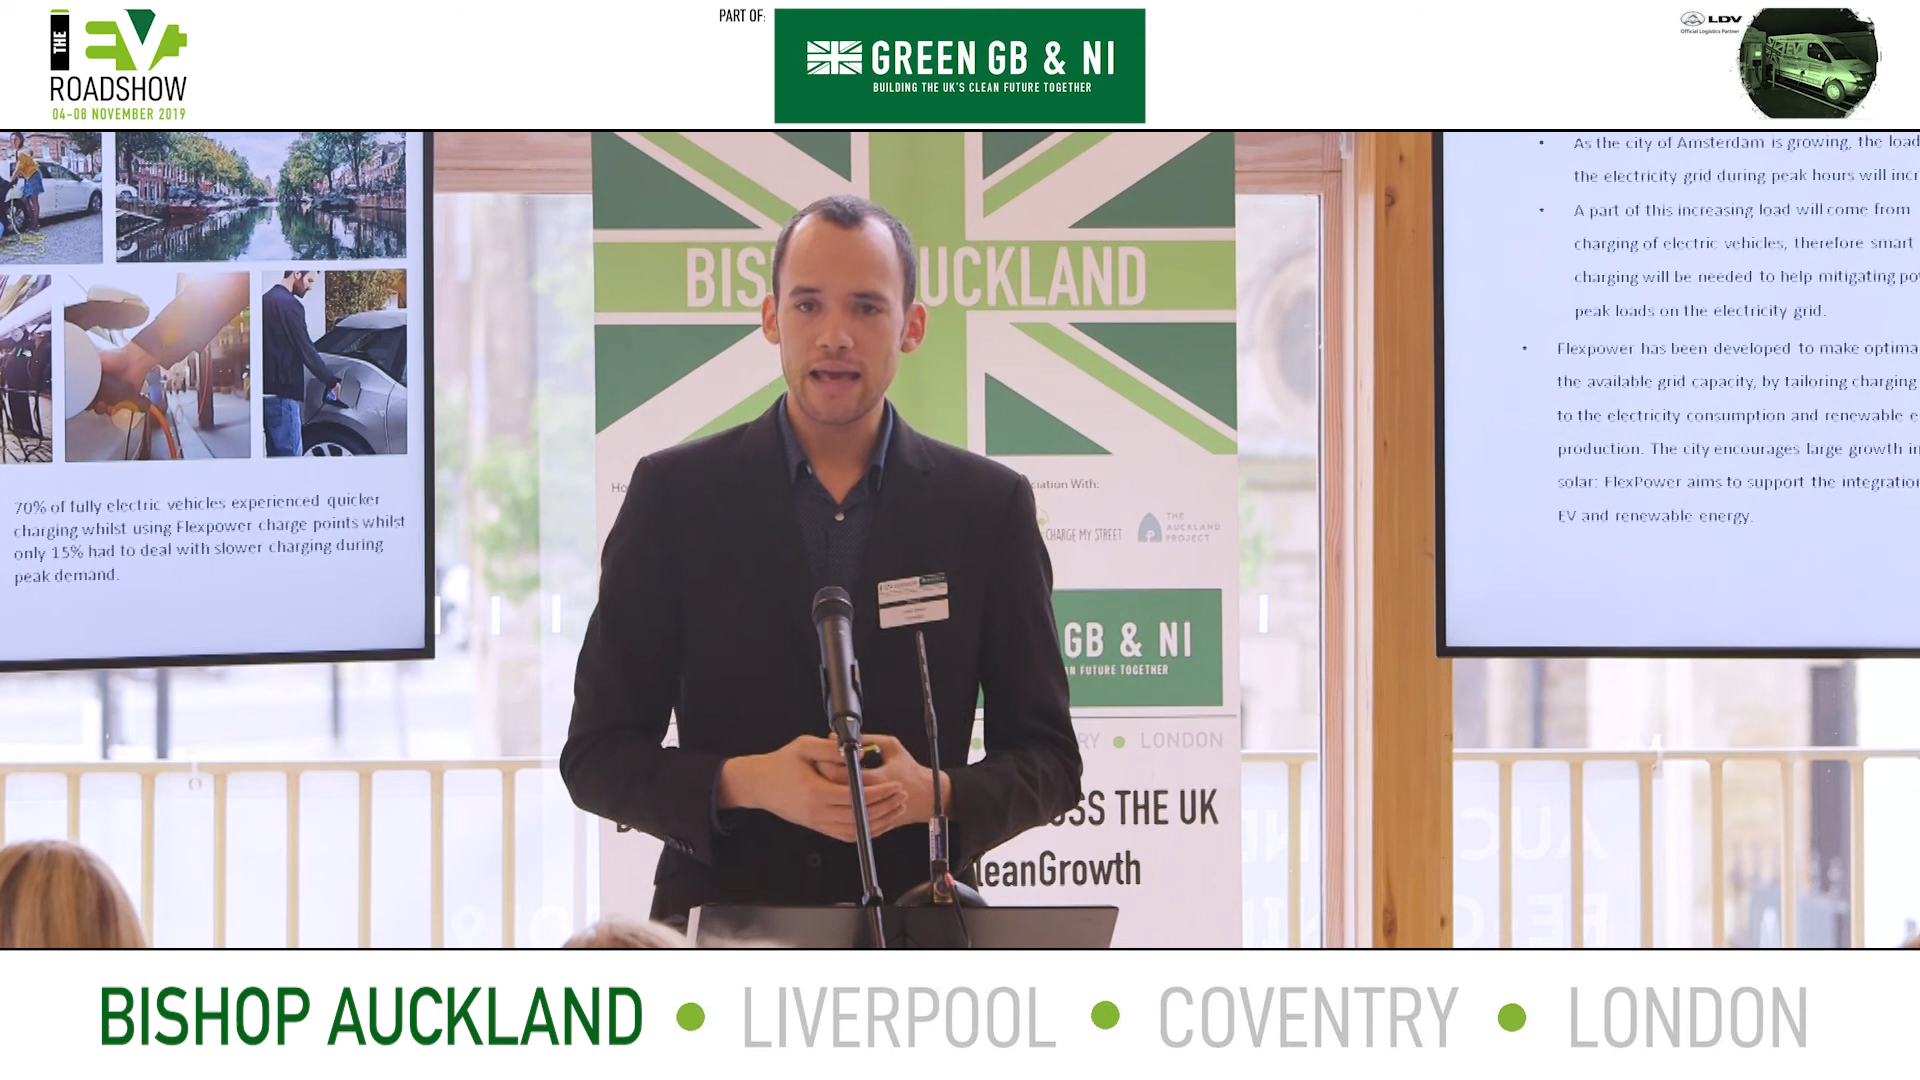 THE
EV
ROADSHOW
04-08 NOVEMBER 2019
PART OF:
GREEN GB & NI
BUILDING THE UK'S CLEAN FUTURE TOGETHER
LDV
Official Logistics Partner
70% of fully electric vehicles experienced quicker
charging whilst using Flexpower charge points whilst
only 15% had to deal with slower charging during
peak demand.
BIS AUCKLAND
ciation With:
CHARGE MY STREET
THE
AUCKLAND
PROJECT
GB & NI
FUTURE TOGETHER
RY • LONDON
THE UK
leanGrowth
• As the city of Amsterdam is growing, the load
the electricity grid during peak hours will incr
• A part of this increasing load will come from
charging of electric vehicles, therefore smart
charging will be needed to help mitigating po
peak loads on the electricity grid.
• Flexpower has been developed to make optima
the available grid capacity, by tailoring charging
to the electricity consumption and renewable e
production. The city encourages large growth in
solar: FlexPower aims to support the integration
EV and renewable energy.
BISHOP AUCKLAND • LIVERPOOL • COVENTRY • LONDON